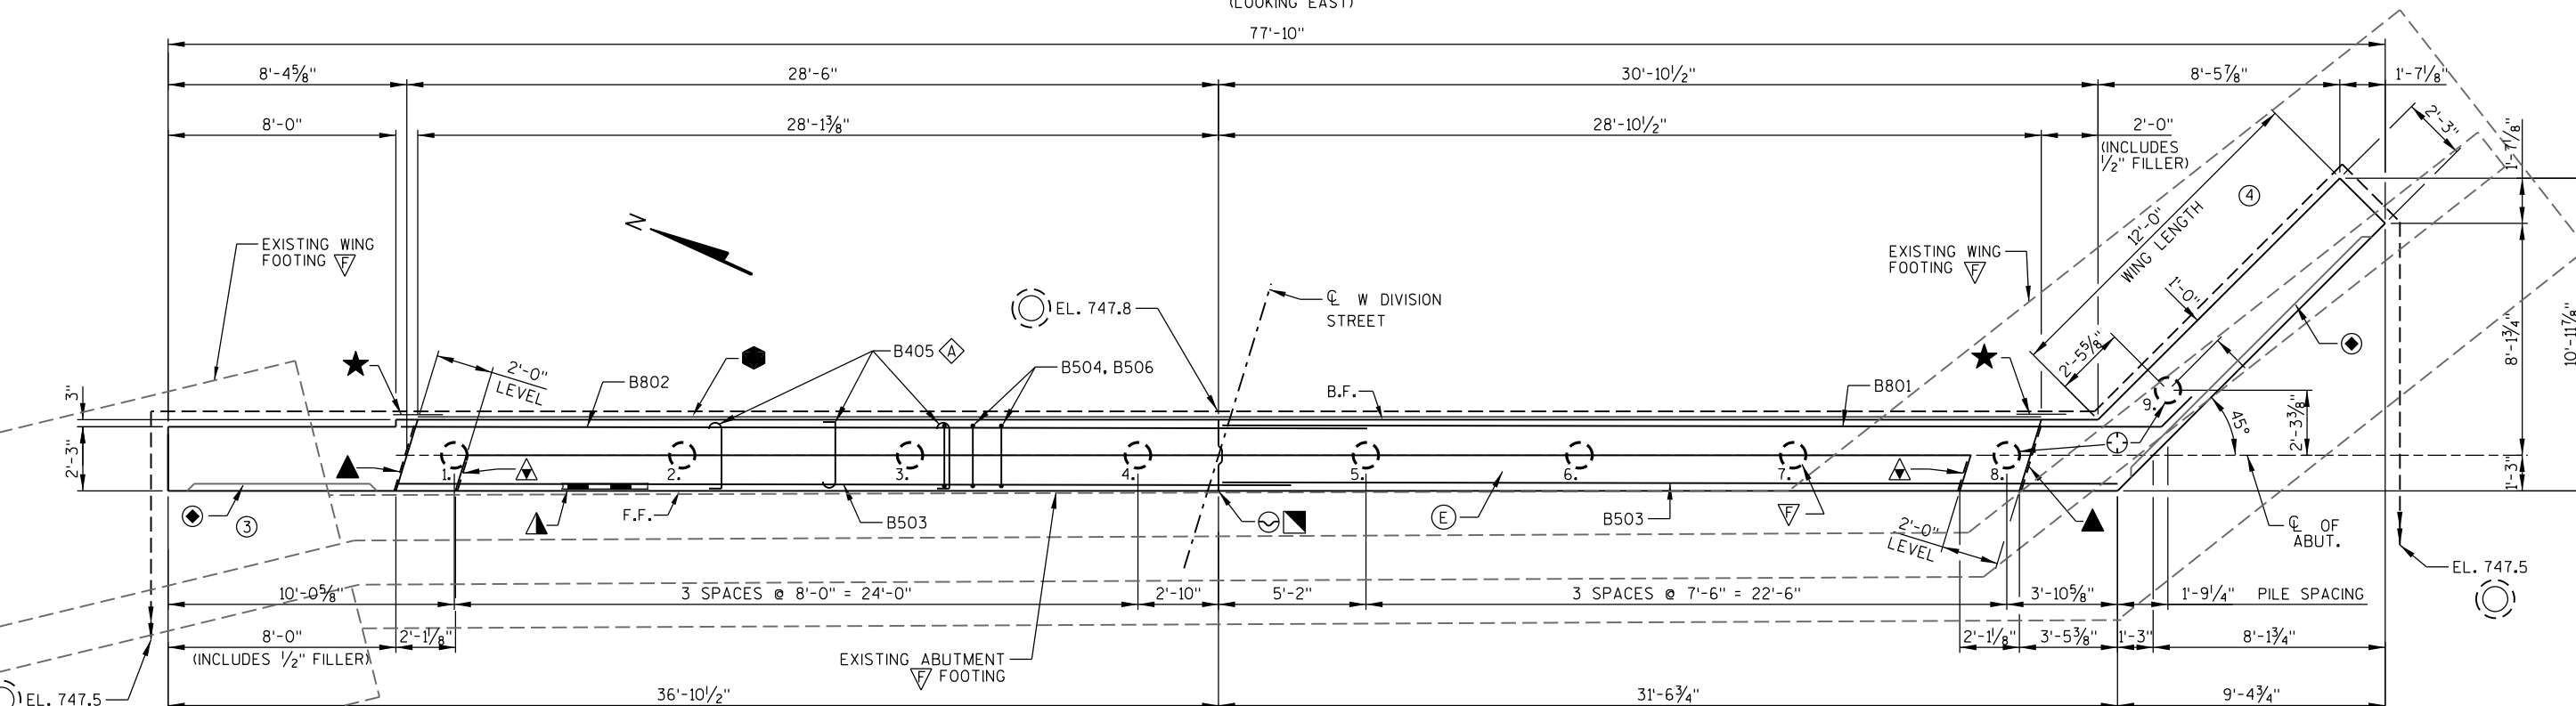 (LOOKING EAST)
77'-10"
8'-4⅝"
28'-6"
30'-10½"
8'-5⅞"
1'-7⅛"
8'-0"
28'-1⅜"
28'-10½"
2'-0"
(INCLUDES
½" FILLER)
2'-3"
1'-7⅛"
12'-0"
WING LENGTH
4
N
EXISTING WING
FOOTING F
EXISTING WING
FOOTING F
℄ W DIVISION
STREET
EL. 747.8
1'-0"
2'-5⅝"
8'-1¾"
10'-11⅞"
2'-0"
LEVEL
B405 A
B802
B504, B506
B.F.
B801
3"
2'-3"
9.
45°
2'-3⅜"
1'-3"
1.
2.
3.
4.
5.
6.
7.
8.
3
F.F.
B503
E
B503
F
2'-0"
LEVEL
℄ OF
ABUT.
EL. 747.5
10'-0⅝"
3 SPACES @ 8'-0" = 24'-0"
2'-10"
5'-2"
3 SPACES @ 7'-6" = 22'-6"
3'-10⅝"
1'-9¼"
PILE SPACING
8'-0"
2'-1⅛"
(INCLUDES ½" FILLER)
2'-1⅛"
3'-5⅜"
1'-3"
8'-1¾"
EXISTING ABUTMENT
F FOOTING
EL. 747.5
36'-10½"
31'-6¾"
9'-4¾"